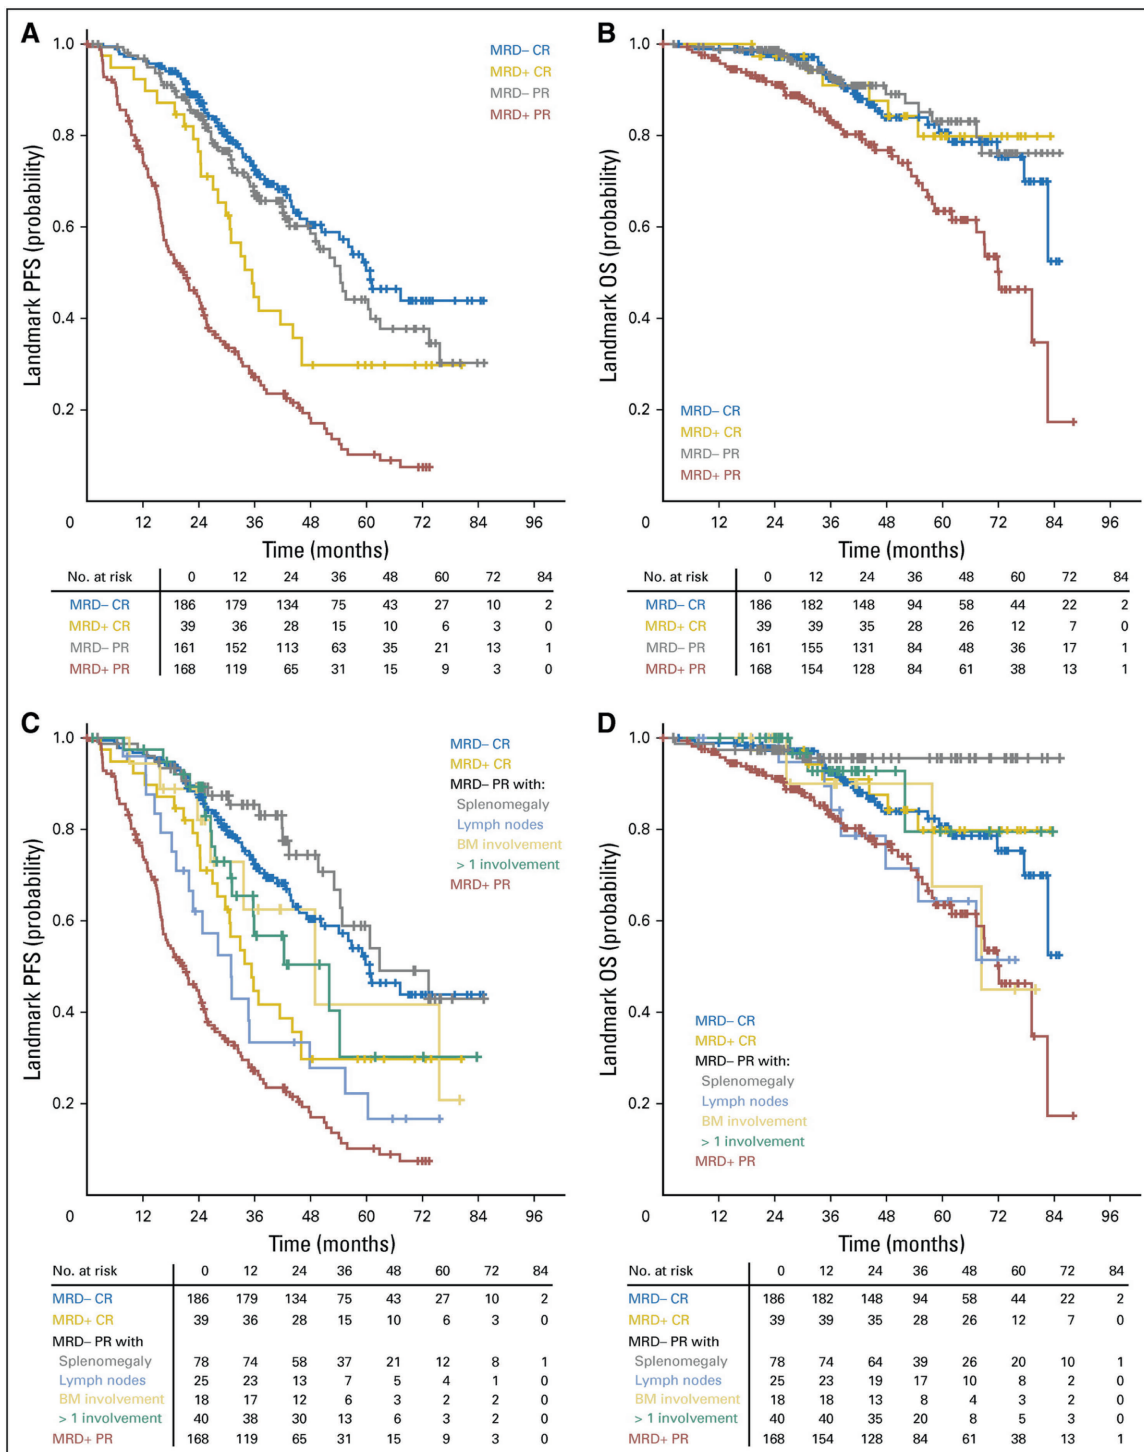 A
Landmark PFS (probability)
1.0
0.8
0.6
0.4
0.2
MRD– CR
MRD+ CR
MRD– PR
MRD+ PR
0 12 24 36 48 60 72 84 96
Time (months)
No. at risk 0 12 24 36 48 60 72 84
MRD– CR 186 179 134 75 43 27 10 2
MRD+ CR 39 36 28 15 10 6 3 0
MRD– PR 161 152 113 63 35 21 13 1
MRD+ PR 168 119 65 31 15 9 3 0
B
Landmark OS (probability)
1.0
0.8
0.6
0.4
0.2
MRD– CR
MRD+ CR
MRD– PR
MRD+ PR
0 12 24 36 48 60 72 84 96
Time (months)
No. at risk 0 12 24 36 48 60 72 84
MRD– CR 186 182 148 94 58 44 22 2
MRD+ CR 39 39 35 28 26 12 7 0
MRD– PR 161 155 131 84 48 36 17 1
MRD+ PR 168 154 128 84 61 38 13 1
C
Landmark PFS (probability)
1.0
0.8
0.6
0.4
0.2
MRD– CR
MRD+ CR
MRD– PR with:
Splenomegaly
Lymph nodes
BM involvement
> 1 involvement
MRD+ PR
0 12 24 36 48 60 72 84 96
Time (months)
No. at risk 0 12 24 36 48 60 72 84
MRD– CR 186 179 134 75 43 27 10 2
MRD+ CR 39 36 28 15 10 6 3 0
MRD– PR with
Splenomegaly 78 74 58 37 21 12 8 1
Lymph nodes 25 23 13 7 5 4 1 0
BM involvement 18 17 12 6 3 2 2 0
> 1 involvement 40 38 30 13 6 3 2 0
MRD+ PR 168 119 65 31 15 9 3 0
D
Landmark OS (probability)
1.0
0.8
0.6
0.4
0.2
MRD– CR
MRD+ CR
MRD– PR with:
Splenomegaly
Lymph nodes
BM involvement
> 1 involvement
MRD+ PR
0 12 24 36 48 60 72 84 96
Time (months)
No. at risk 0 12 24 36 48 60 72 84
MRD– CR 186 182 148 94 58 44 22 2
MRD+ CR 39 39 35 28 26 12 7 0
MRD– PR with
Splenomegaly 78 74 64 39 26 20 10 1
Lymph nodes 25 23 19 17 10 8 2 0
BM involvement 18 18 13 8 4 3 2 0
> 1 involvement 40 40 35 20 8 5 3 0
MRD+ PR 168 154 128 84 61 38 13 1